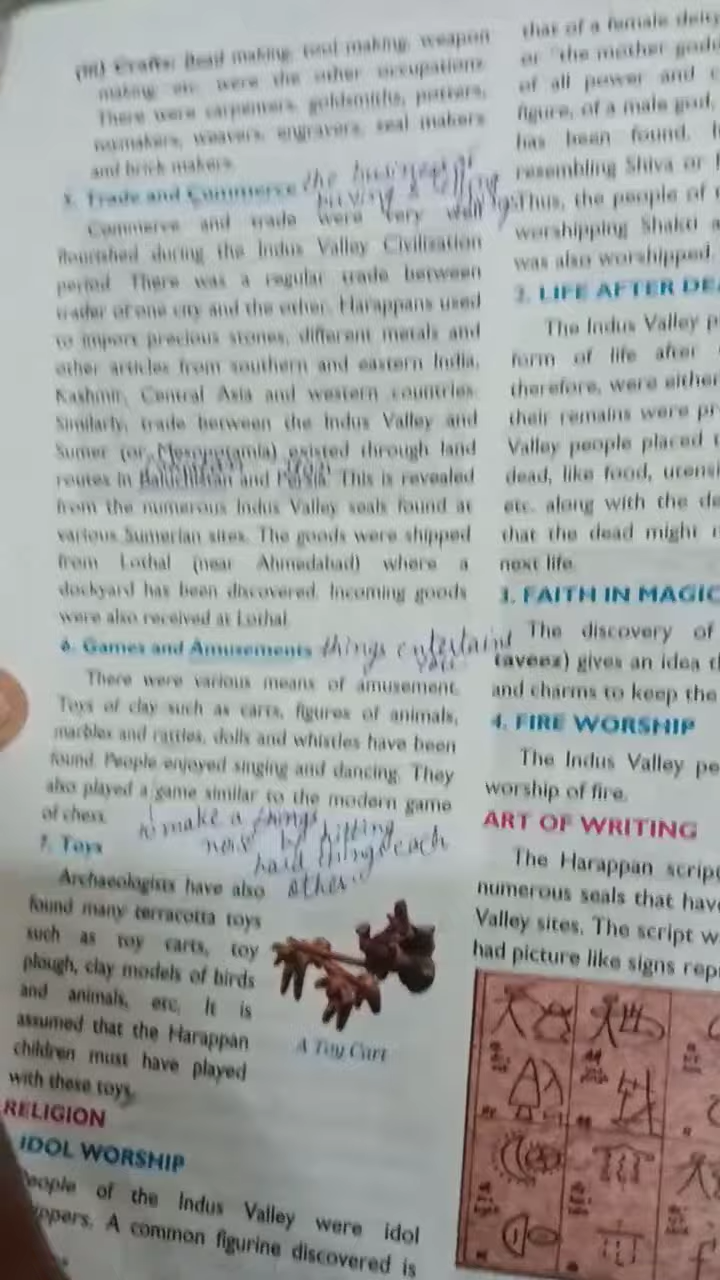 (iii) Crafts: Bead making, tool making, weapon
making etc. were the other occupations.
There were carpenters, goldsmiths, potters,
weavers, engravers, seal makers
and brick makers.
5. Trade and Commerce the business of
buying & selling
Commerce and trade were very well
flourished during the Indus Valley Civilization
period. There was a regular trade between
trader of one city and the other. Harappans used
to import precious stones, different metals and
other articles from southern and eastern India,
Kashmir, Central Asia and western countries.
Similarly, trade between the Indus Valley and
Sumer (or Mesopotamia) existed through land
routes in Baluchistan and Persia. This is revealed
from the numerous Indus Valley seals found at
various Sumerian sites. The goods were shipped
from Lothal (near Ahmedabad) where a
dockyard has been discovered. Incoming goods
were also received at Lothal.
6. Games and Amusements things entertaint
you
There were various means of amusement.
Toys of clay such as carts, figures of animals,
marbles and rattles, dolls and whistles have been
found. People enjoyed singing and dancing. They
also played a game similar to the modern game
of chess.
to make a things
nois by hitting
haid things each
other
7. Toys
Archaeologists have also
found many terracotta toys
such as toy carts, toy
plough, clay models of birds
and animals, etc. It is
assumed that the Harappan
children must have played
with these toys.
A Toy Cart
RELIGION
IDOL WORSHIP
People of the Indus Valley were idol
A common figurine discovered is
that of a female
or "the mother
of all power and
figure, of a male god,
has been found.
resembling Shiva or
Thus, the people of
worshipping Shakti
was also worshipped.
2. LIFE AFTER
The Indus Valley
form of life after
therefore, were either
their remains were
Valley people placed
dead, like food,
etc. along with the
that the dead might
next life.
3. FAITH IN MAGIC
The discovery of
(taveez) gives an idea
and charms to keep the
4. FIRE WORSHIP
The Indus Valley
worship of fire.
ART OF WRITING
The Harappan
numerous seals that
Valley sites. The script
had picture like signs